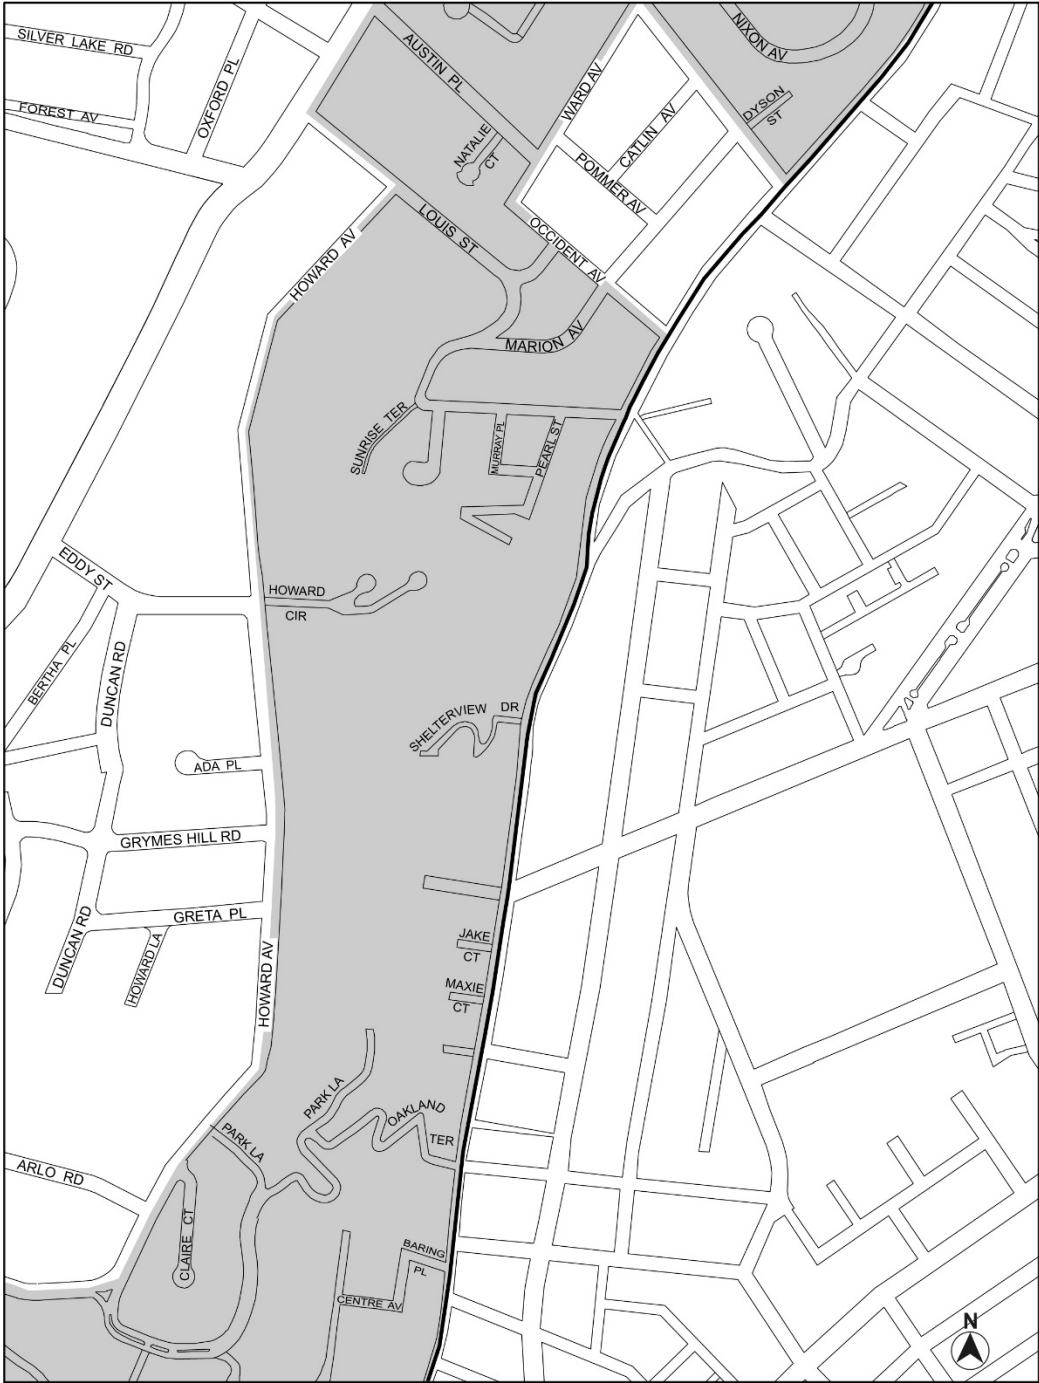 SILVER LAKE RD
FOREST AV
OXFORD PL
AUSTIN PL
NATALIE
CT
WARD AV
CATLIN AV
POMMER AV
NIXON AV
DYSON
ST
LOUIS ST
OCCIDENT AV
HOWARD AV
MARION AV
SUNRISE TER
MURRAY PL
PEARL ST
EDDY ST
HOWARD
CIR
BERTHA PL
DUNCAN RD
SHELTERVIEW DR
ADA PL
GRYMES HILL RD
GRETA PL
DUNCAN RD
HOWARD LA
HOWARD AV
JAKE
CT
MAXIE
CT
PARK LA
OAKLAND
TER
PARK LA
ARLO RD
CLAIRE CT
BARING
PL
CENTRE AV
N